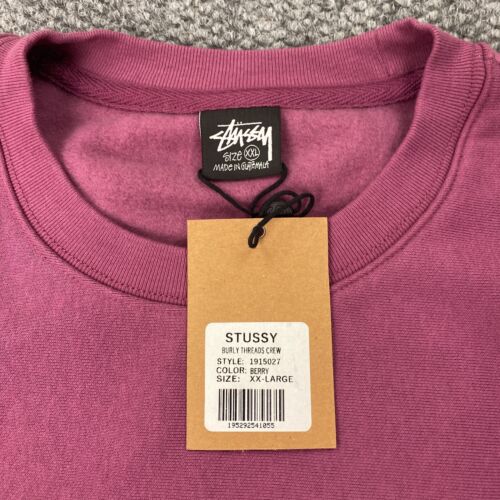 STÜSSY
SIZE XXL
MADE IN GUATEMALA
STUSSY
BURLY THREADS CREW
STYLE: 1915027
COLOR: BERRY
SIZE: XX-LARGE
195292541055